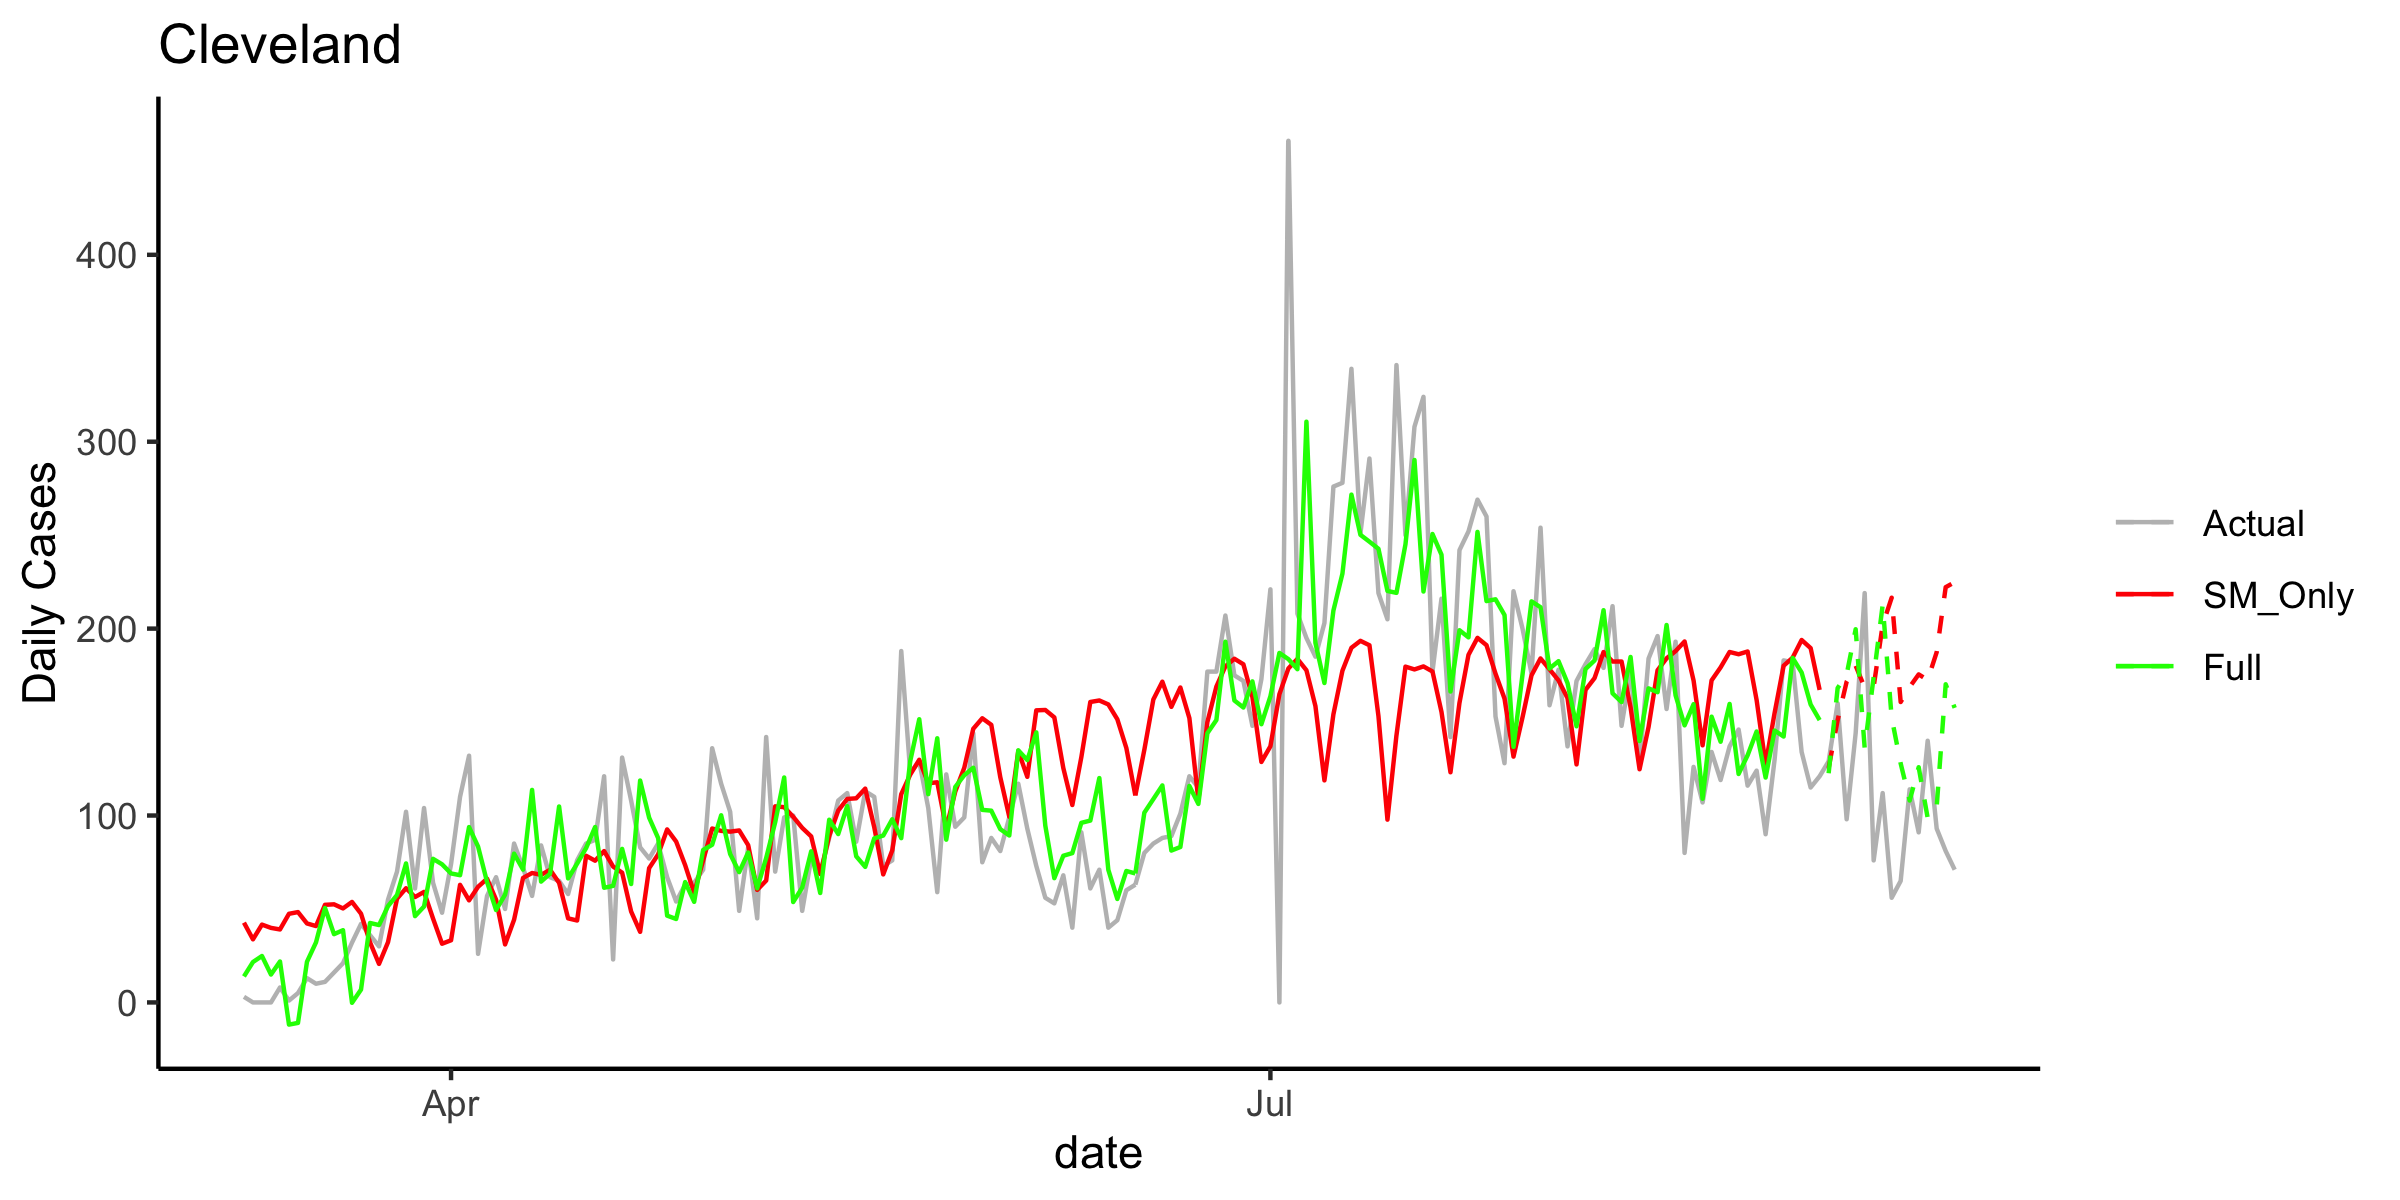 Cleveland
Daily Cases
400
300
200
100
0
Apr
Jul
date
Actual
SM_Only
Full